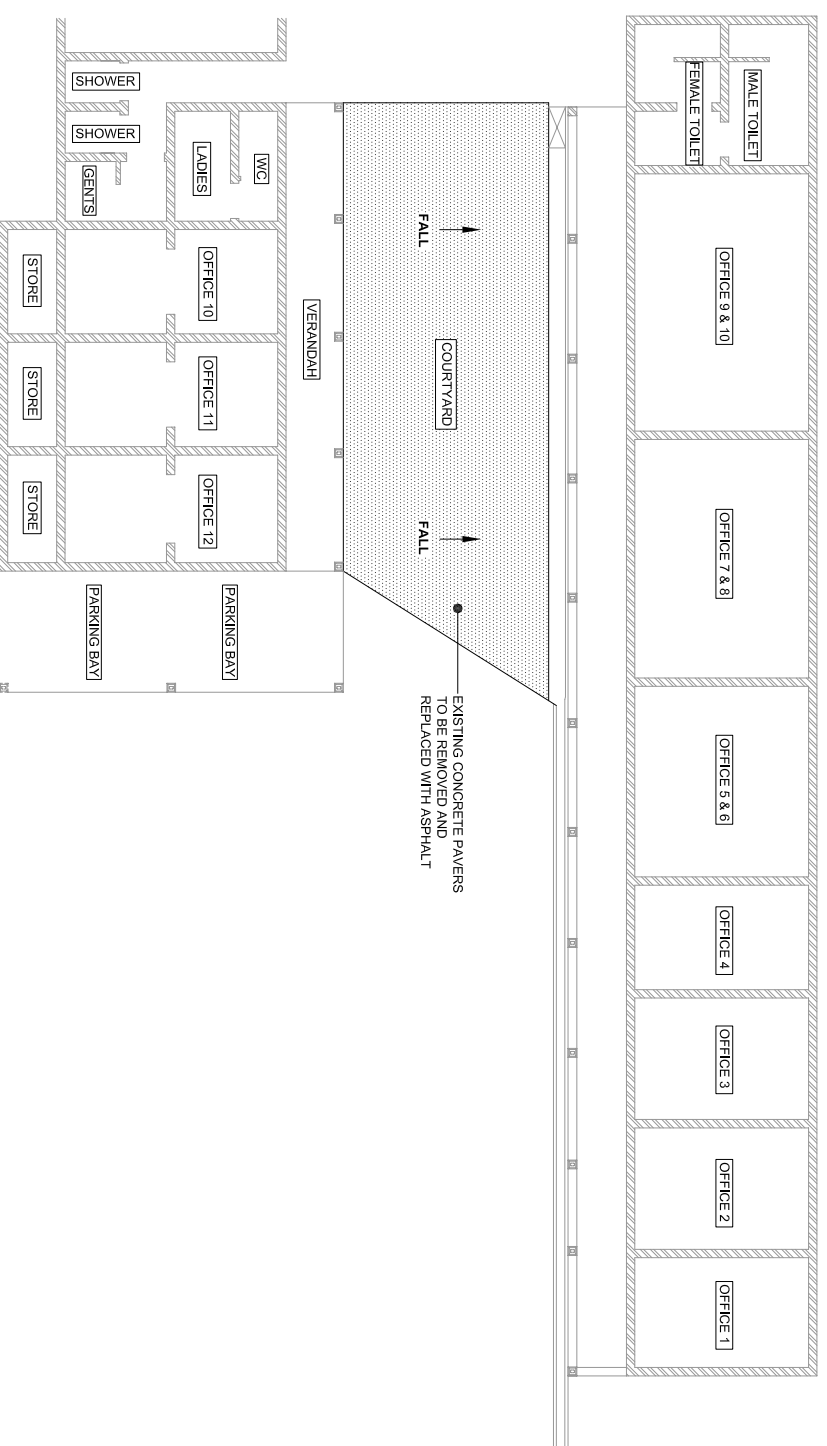 SHOWER
SHOWER
MALE TOILET
FEMALE TOILET
WC
LADIES
GENTS
OFFICE 9 & 10
OFFICE 7 & 8
OFFICE 5 & 6
OFFICE 4
OFFICE 3
OFFICE 2
OFFICE 1
FALL
FALL
COURTYARD
EXISTING CONCRETE PAVERS
TO BE REMOVED AND
REPLACED WITH ASPHALT
VERANDAH
OFFICE 10
OFFICE 11
OFFICE 12
STORE
STORE
STORE
PARKING BAY
PARKING BAY